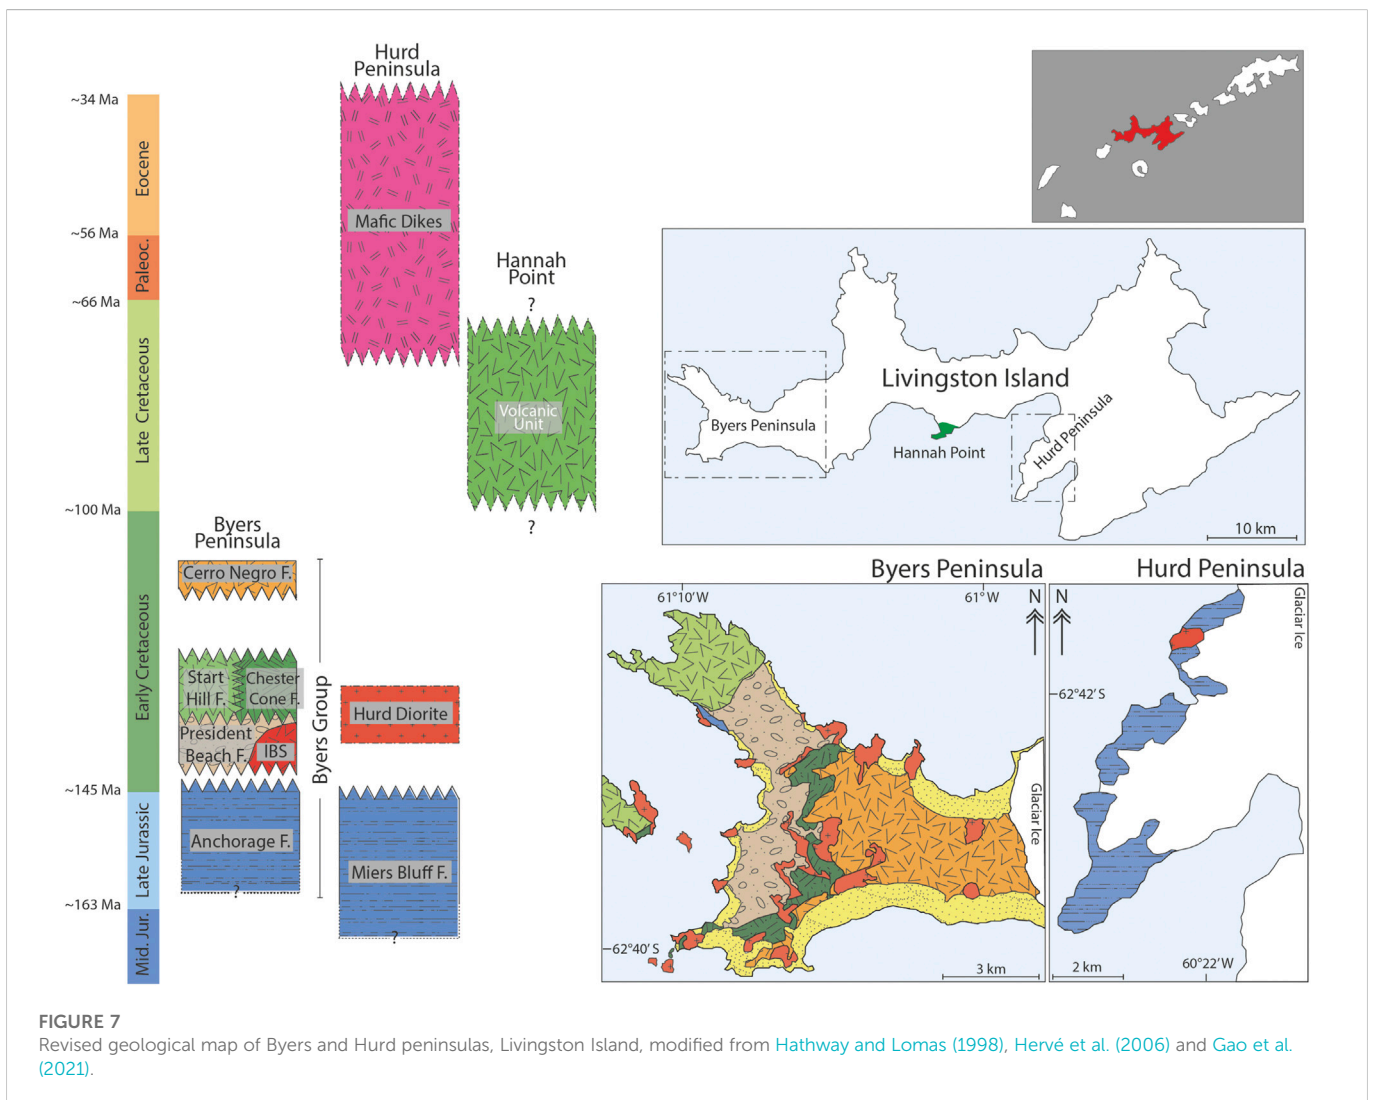 Hurd
Peninsula
~34 Ma
Eocene
Mafic Dikes
~56 Ma
Paleoc.
~66 Ma
Hannah
Point
?
Late Cretaceous
Volcanic
Unit
~100 Ma
?
Byers
Peninsula
Cerro Negro F.
Early Cretaceous
Start
Hill F.
Chester
Cone F.
President
Beach F.
IBS
Byers Group
Hurd Diorite
~145 Ma
Late Jurassic
Anchorage F.
?
Miers Bluff F.
?
~163 Ma
Mid. Jur.
Livingston Island
Byers Peninsula
Hannah Point
Hurd Peninsula
10 km
Byers Peninsula
61°10'W
61°W
N
Glaciar Ice
62°40'S
3 km
Hurd Peninsula
N
Glaciar Ice
62°42'S
2 km
60°22'W
FIGURE 7
Revised geological map of Byers and Hurd peninsulas, Livingston Island, modified from Hathway and Lomas (1998), Hervé et al. (2006) and Gao et al.
(2021).